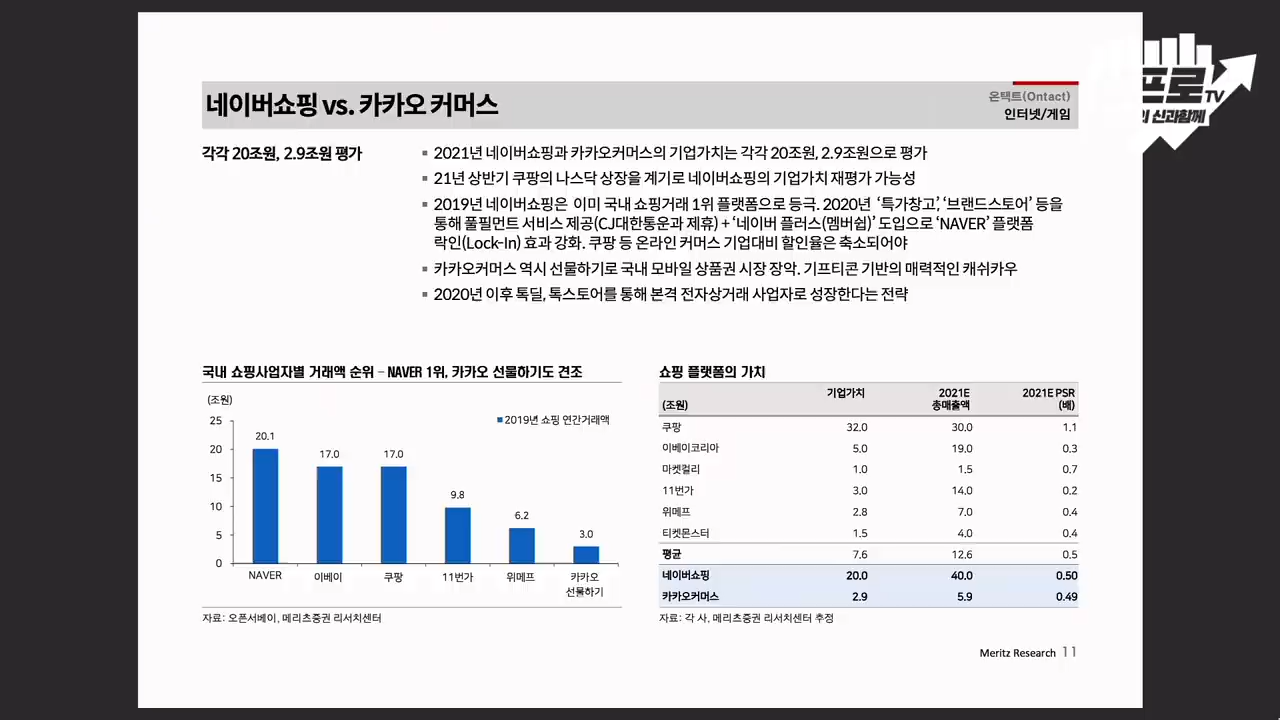 네이버쇼핑 vs. 카카오 커머스
온택트(Ontact)
인터넷/게임
프로TV
신과함께
각각 20조원, 2.9조원 평가
▪ 2021년 네이버쇼핑과 카카오커머스의 기업가치는 각각 20조원, 2.9조원으로 평가
▪ 21년 상반기 쿠팡의 나스닥 상장을 계기로 네이버쇼핑의 기업가치 재평가 가능성
▪ 2019년 네이버쇼핑은 이미 국내 쇼핑거래 1위 플랫폼으로 등극. 2020년 ‘특가창고’,‘브랜드스토어’ 등을
통해 풀필먼트 서비스 제공(CJ대한통운과 제휴) + ‘네이버 플러스(멤버쉽)’ 도입으로 ‘NAVER’ 플랫폼
락인(Lock-In) 효과 강화. 쿠팡 등 온라인 커머스 기업대비 할인율은 축소되어야
▪ 카카오커머스 역시 선물하기로 국내 모바일 상품권 시장 장악. 기프티콘 기반의 매력적인 캐쉬카우
▪ 2020년 이후 톡딜, 톡스토어를 통해 본격 전자상거래 사업자로 성장한다는 전략
국내 쇼핑사업자별 거래액 순위 – NAVER 1위, 카카오 선물하기도 견조
(조원)
2019년 쇼핑 연간거래액
25
20
15
10
5
0
20.1
17.0
17.0
9.8
6.2
3.0
NAVER
이베이
쿠팡
11번가
위메프
카카오
선물하기
자료: 오픈서베이, 메리츠증권 리서치센터
쇼핑 플랫폼의 가치
(조원) 기업가치 2021E 총매출액 2021E PSR (배)
쿠팡 32.0 30.0 1.1
이베이코리아 5.0 19.0 0.3
마켓컬리 1.0 1.5 0.7
11번가 3.0 14.0 0.2
위메프 2.8 7.0 0.4
티켓몬스터 1.5 4.0 0.4
평균 7.6 12.6 0.5
네이버쇼핑 20.0 40.0 0.50
카카오커머스 2.9 5.9 0.49
자료: 각 사, 메리츠증권 리서치센터 추정
Meritz Research 11